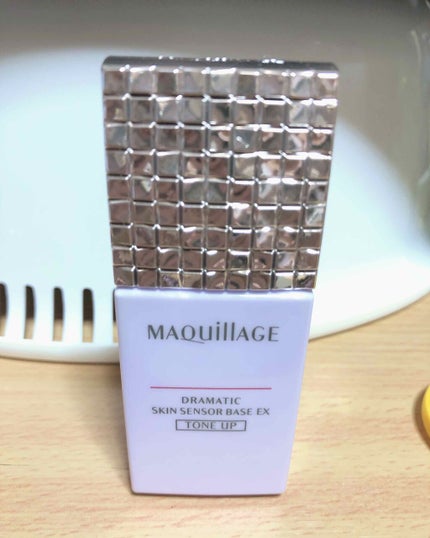 MAQuillAGE
DRAMATIC
SKIN SENSOR BASE EX
TONE UP